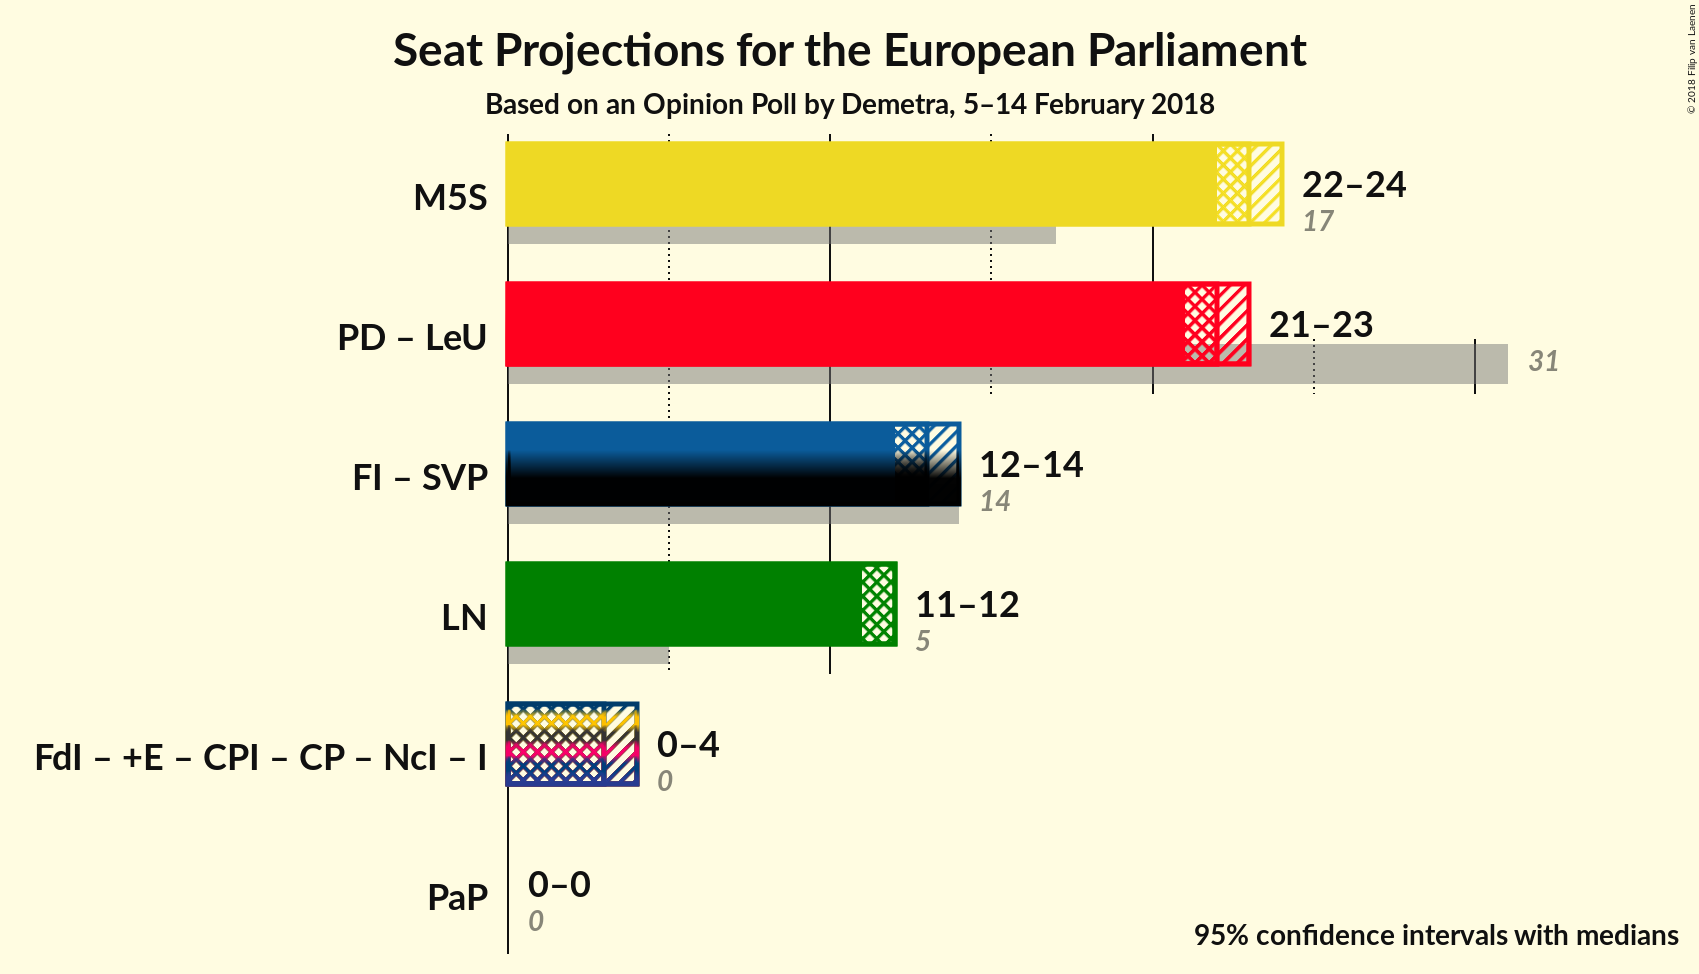 Seat Projections for the European Parliament
Based on an Opinion Poll by Demetra, 5–14 February 2018
© 2018 Filip van Laenen
M5S
22–24
17
PD – LeU
21–23
31
FI – SVP
12–14
14
LN
11–12
5
FdI – +E – CPI – CP – NcI – I
0–4
0
PaP
0–0
0
95% confidence intervals with medians